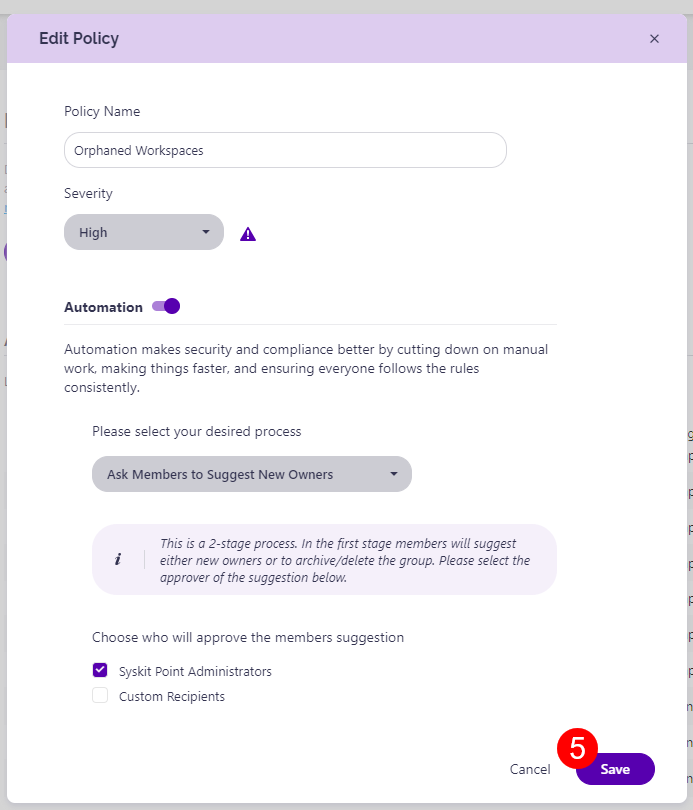 Edit Policy
×
Policy Name
Orphaned Workspaces
Severity
High
Automation
Automation makes security and compliance better by cutting down on manual
work, making things faster, and ensuring everyone follows the rules
consistently.
Please select your desired process
Ask Members to Suggest New Owners
i
This is a 2-stage process. In the first stage members will suggest
either new owners or to archive/delete the group. Please select the
approver of the suggestion below.
Choose who will approve the members suggestion
Syskit Point Administrators
Custom Recipients
5
Cancel
Save